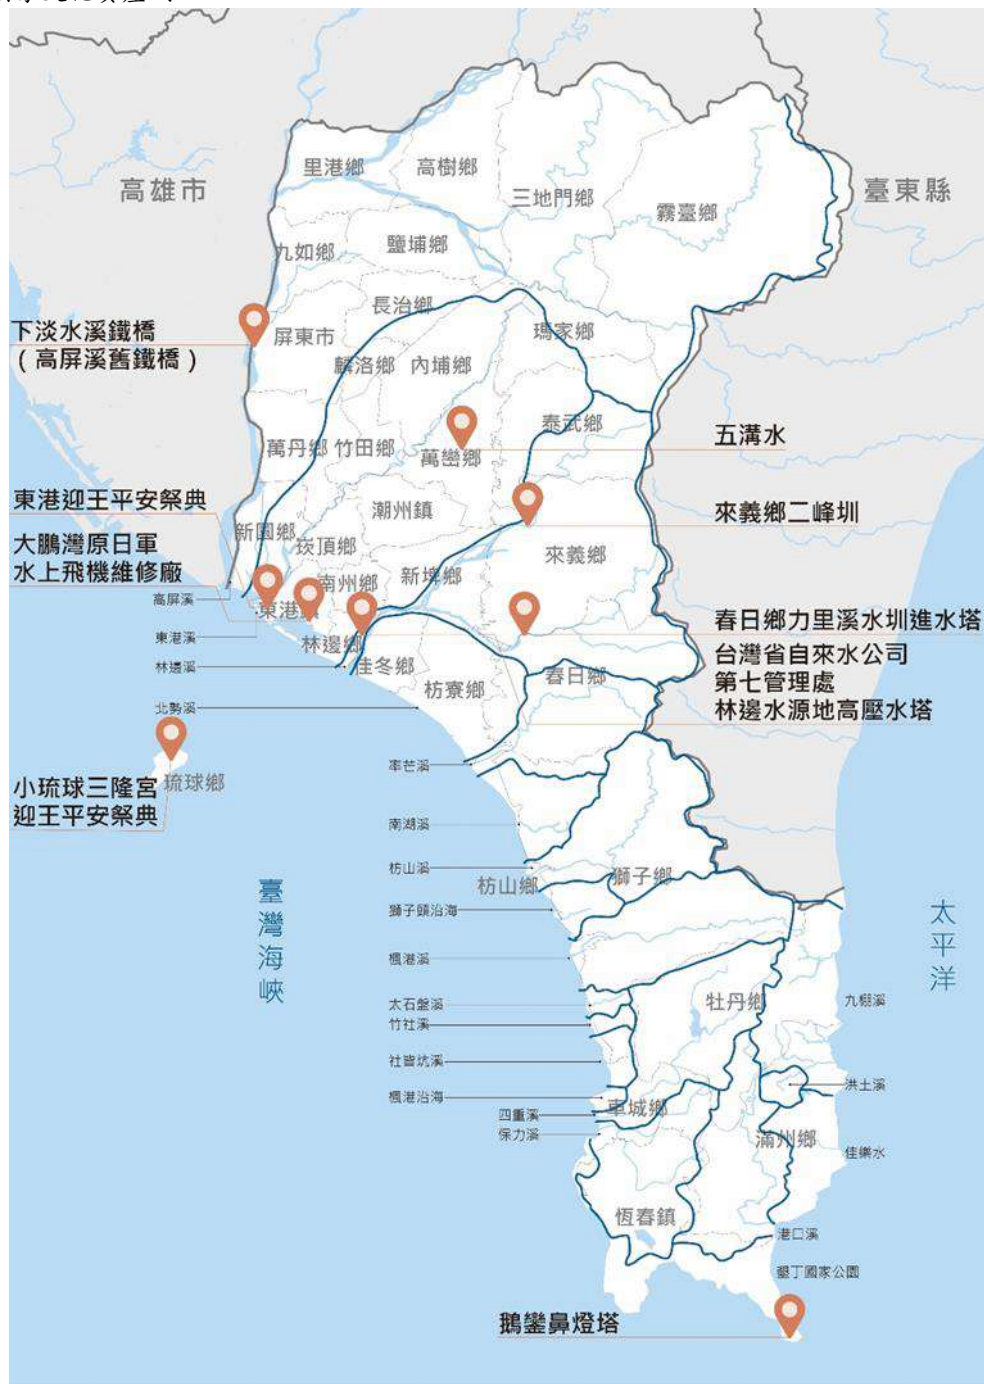 里港鄉
高樹鄉
三地門鄉
霧臺鄉
高雄市
臺東縣
九如鄉
鹽埔鄉
長治鄉
下淡水溪鐵橋
（高屏溪舊鐵橋）
屏東市
瑪家鄉
麟洛鄉
內埔鄉
泰武鄉
五溝水
萬丹鄉
竹田鄉
萬巒鄉
東港迎王平安祭典
來義鄉二峰圳
潮州鎮
新園鄉
崁頂鄉
來義鄉
大鵬灣原日軍
水上飛機維修廠
南州鄉
新埤鄉
高屏溪
東港鎮
東港溪
林邊鄉
春日鄉力里溪水圳進水塔
台灣省自來水公司
第七管理處
林邊水源地高壓水塔
林邊溪
佳冬鄉
枋寮鄉
春日鄉
北勢溪
率芒溪
小琉球三隆宮
迎王平安祭典
琉球鄉
南湖溪
枋山溪
枋山鄉
獅子鄉
獅子頭沿海
臺灣海峽
太平洋
楓港溪
太石盤溪
竹社溪
牡丹鄉
九棚溪
社皆坑溪
洪土溪
楓港沿海
四重溪
車城鄉
保力溪
滿州鄉
佳樂水
恆春鎮
港口溪
墾丁國家公園
鵝鑾鼻燈塔